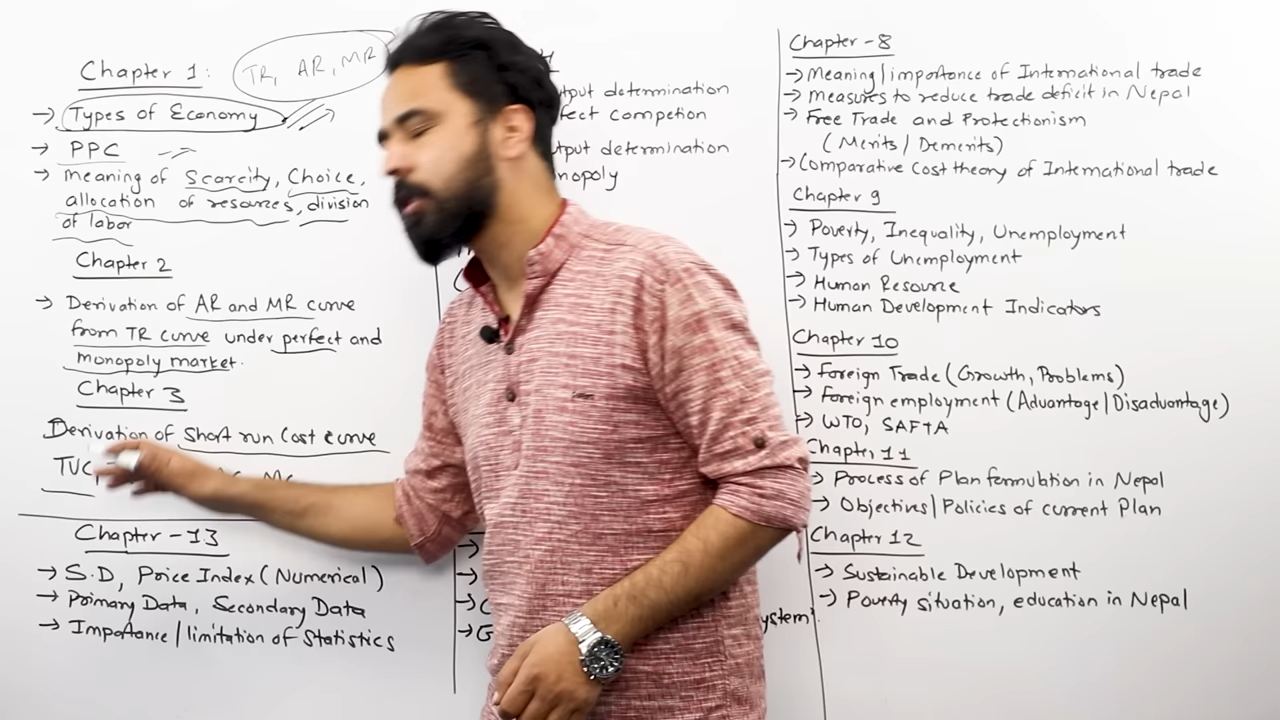 Chapter 1:
TR, AR, MR
→ Types of Economy
→ PPC
→ Meaning of Scarcity, Choice,
allocation of resources, division
of labor
Chapter 2
→ Derivation of AR and MR curve
from TR curve under perfect and
monopoly market.
Chapter 3
Derivation of Short run Cost curve
TVC
MC
Chapter -13
→ S.D, Price Index (Numerical)
→ Primary Data, Secondary Data
→ Importance/limitation of Statistics
tput determination
fect competion
utput determination
nopoly
ystem
Chapter -8
→ Meaning/importance of International trade
→ Measures to reduce trade deficit in Nepal
→ Free Trade and Protectionism
(Merits/Demerits)
→ Comparative Cost theory of International trade
Chapter 9
→ Poverty, Inequality, Unemployment
→ Types of Unemployment
→ Human Resource
→ Human Development Indicators
Chapter 10
→ Foreign Trade (Growth, Problems)
→ Foreign employment (Advantage/Disadvantage)
→ WTO, SAFTA
Chapter 11
→ Process of Plan formulation in Nepal
→ Objectives/Policies of current Plan
Chapter 12
→ Sustainable Development
→ Poverty situation, education in Nepal